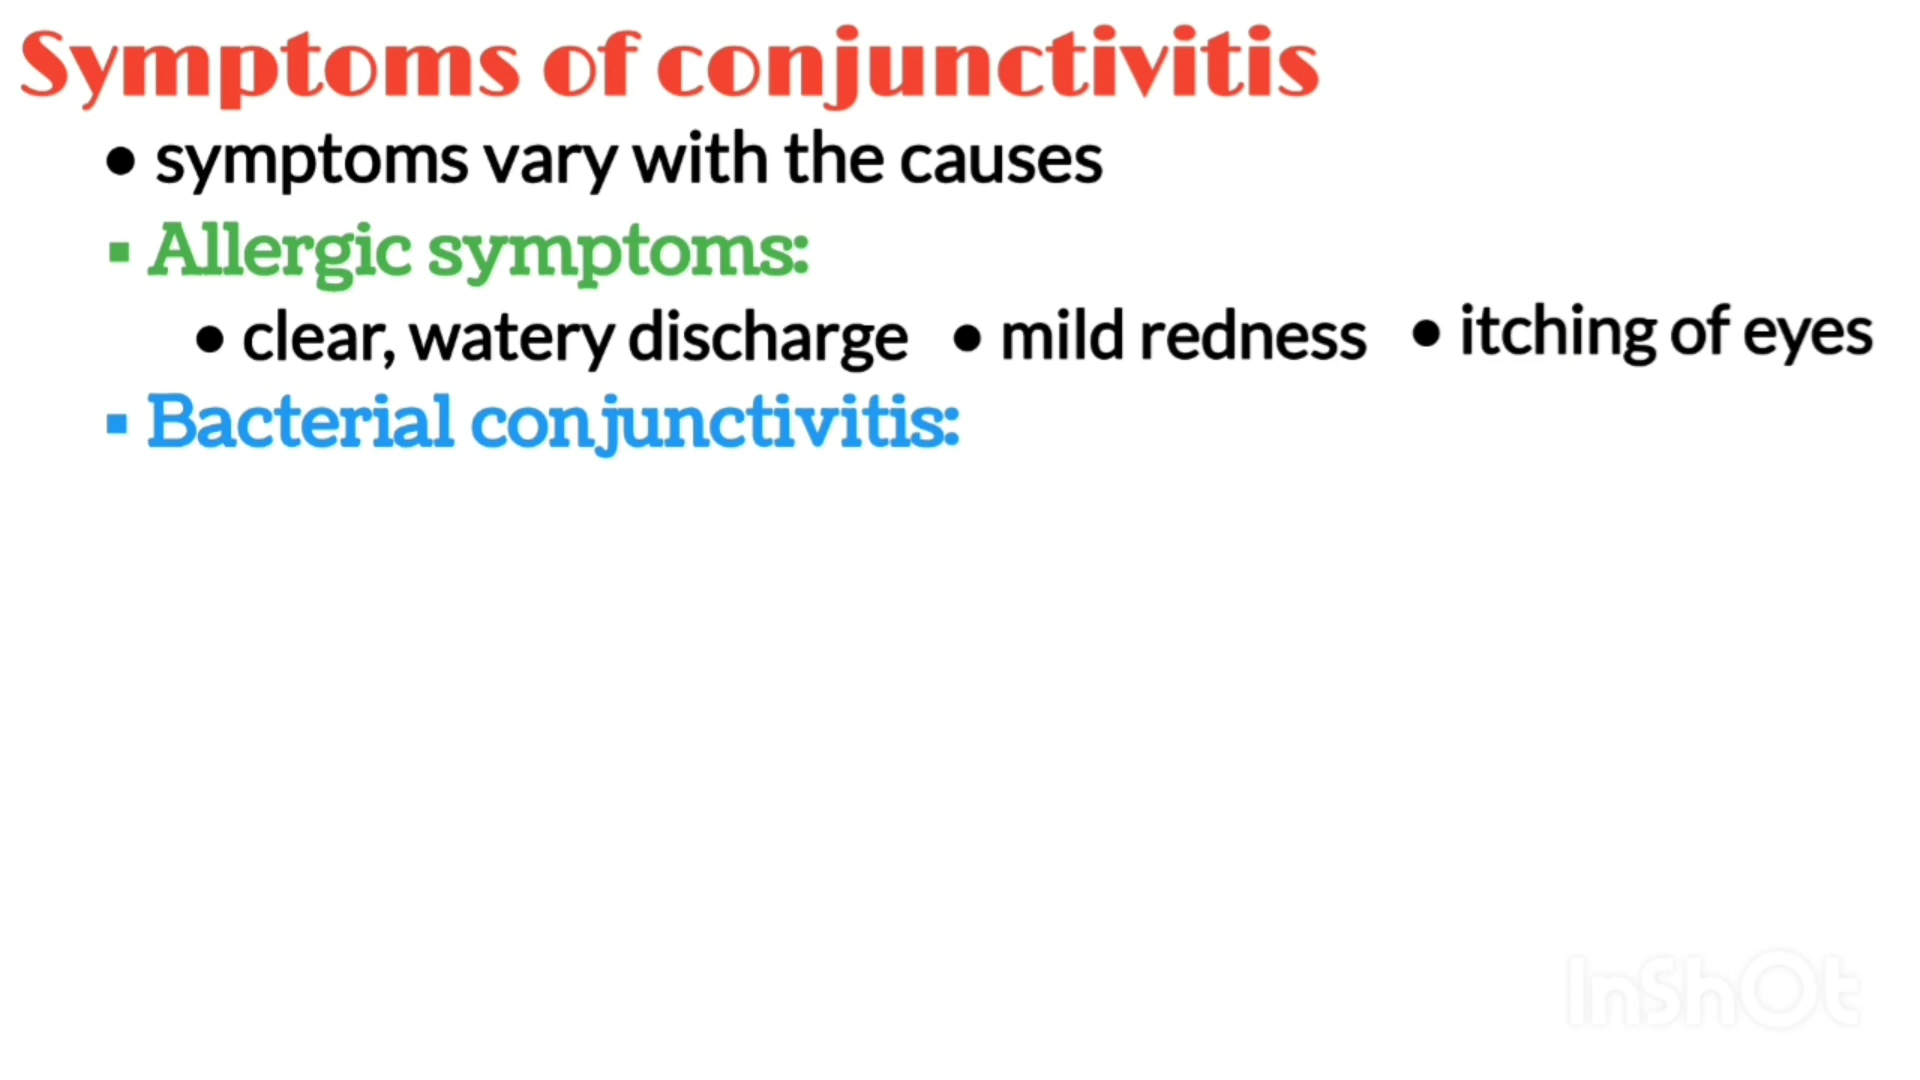 Symptoms of conjunctivitis
• symptoms vary with the causes
▪ Allergic symptoms:
• clear, watery discharge • mild redness • itching of eyes
▪ Bacterial conjunctivitis:
InShOt